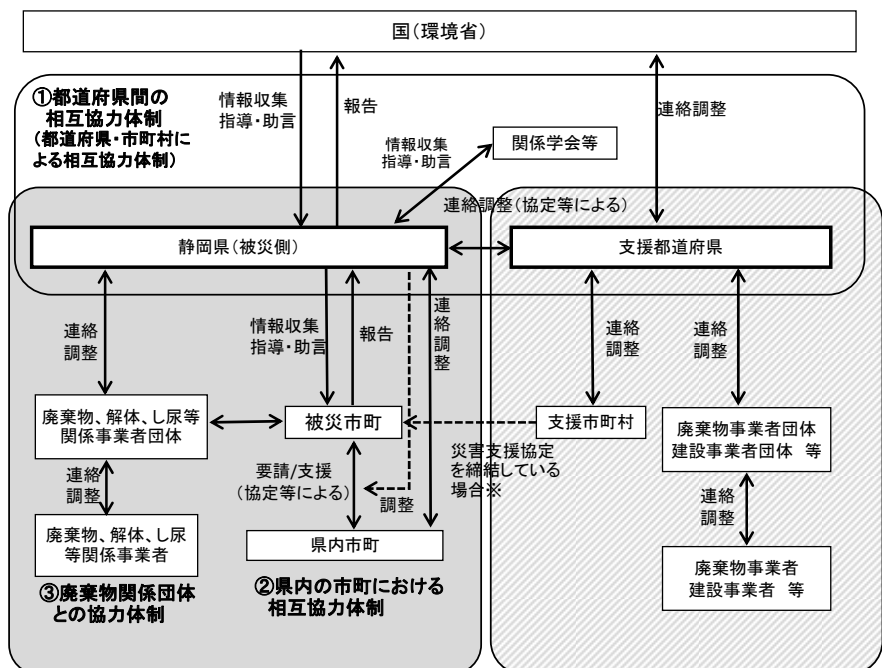 国（環境省）
①都道府県間の
相互協力体制
（都道府県・市町村に
よる相互協力体制）
情報収集
指導・助言
報告
連絡調整
情報収集
指導・助言
関係学会等
連絡調整（協定等による）
静岡県（被災側）
支援都道府県
連絡
調整
情報収集
指導・助言
報告
連絡調整
連絡
調整
連絡
調整
廃棄物、解体、し尿等
関係事業者団体
被災市町
支援市町村
廃棄物事業者団体
建設事業者団体 等
災害支援協定
を締結している
場合※
連絡
調整
要請/支援
（協定等による）
調整
連絡
調整
廃棄物、解体、し尿
等関係事業者
県内市町
廃棄物事業者
建設事業者 等
③廃棄物関係団体
との協力体制
②県内の市町における
相互協力体制